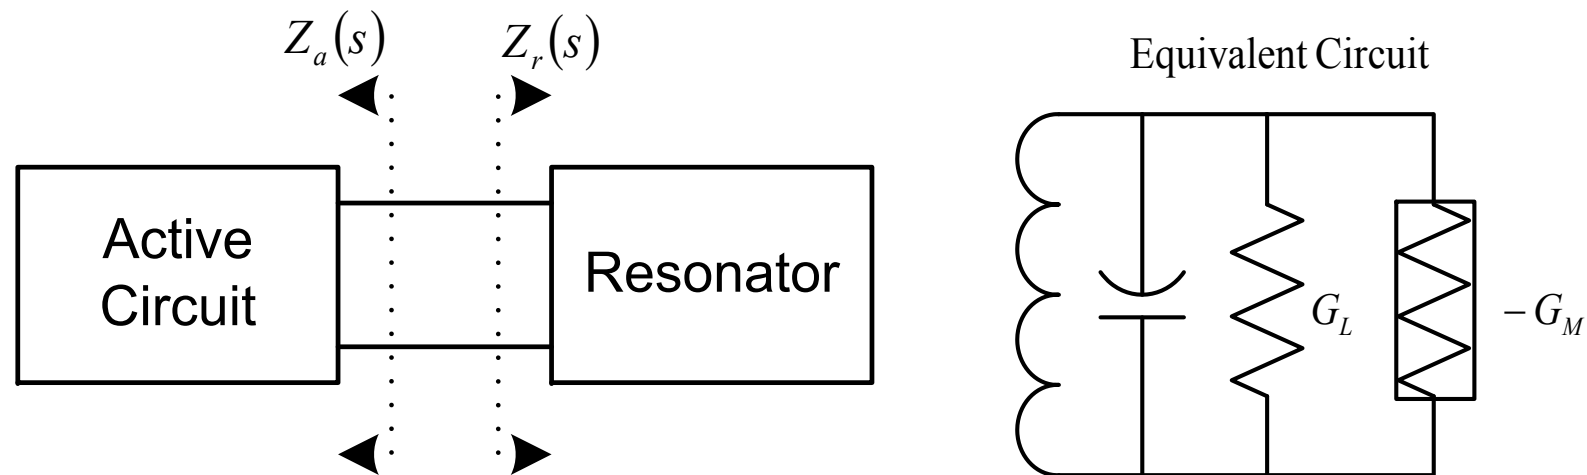 Z_a(s)
Z_r(s)
Equivalent Circuit
Active
Circuit
Resonator
G_L
– G_M